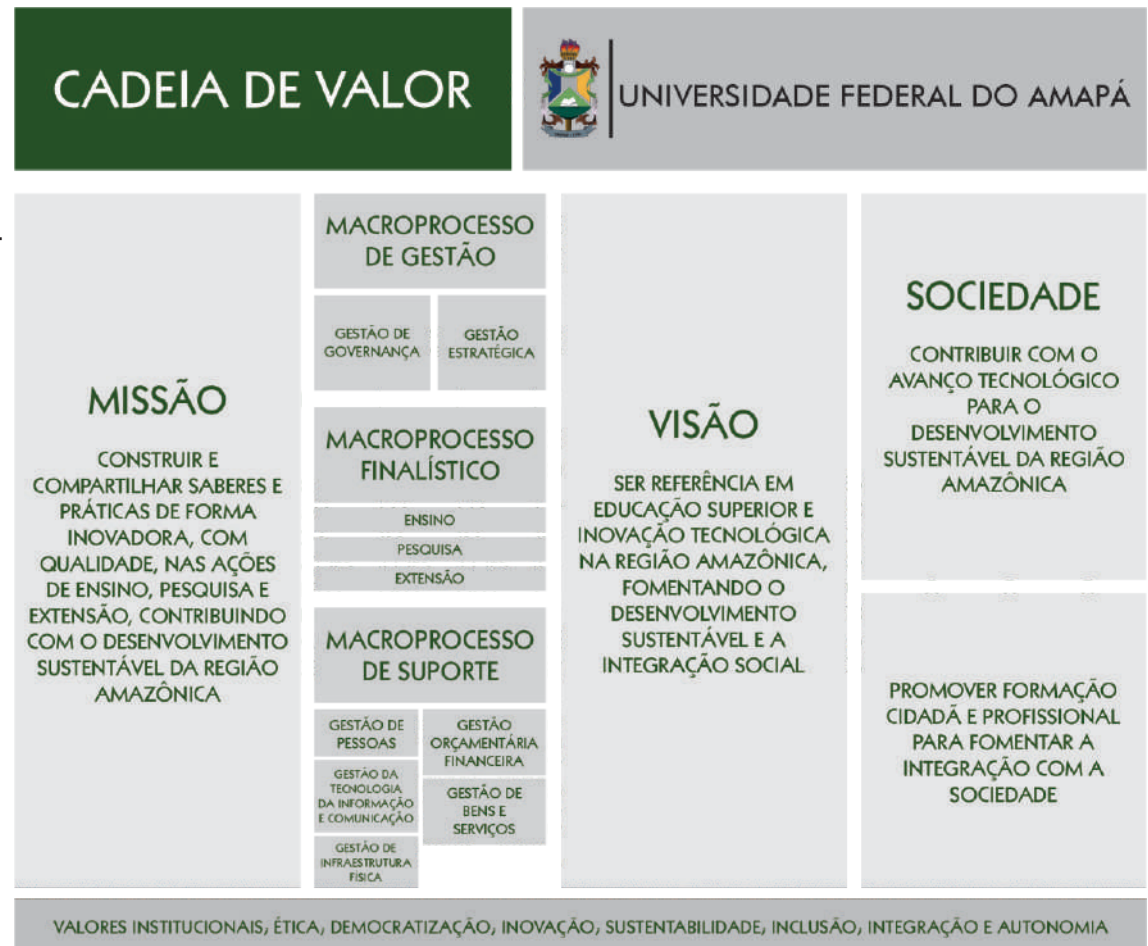 CADEIA DE VALOR
UNIVERSIDADE FEDERAL DO AMAPÁ
MISSÃO
CONSTRUIR E
COMPARTILHAR SABERES E
PRÁTICAS DE FORMA
INOVADORA, COM
QUALIDADE, NAS AÇÕES
DE ENSINO, PESQUISA E
EXTENSÃO, CONTRIBUINDO
COM O DESENVOLVIMENTO
SUSTENTÁVEL DA REGIÃO
AMAZÔNICA
MACROPROCESSO
DE GESTÃO
GESTÃO DE
GOVERNANÇA
GESTÃO
ESTRATÉGICA
MACROPROCESSO
FINALÍSTICO
ENSINO
PESQUISA
EXTENSÃO
MACROPROCESSO
DE SUPORTE
GESTÃO DE
PESSOAS
GESTÃO DA
TECNOLOGIA
DA INFORMAÇÃO
E COMUNICAÇÃO
GESTÃO DE
INFRAESTRUTURA
FÍSICA
GESTÃO
ORÇAMENTÁRIA
FINANCEIRA
GESTÃO DE
BENS E
SERVIÇOS
VISÃO
SER REFERÊNCIA EM
EDUCAÇÃO SUPERIOR E
INOVAÇÃO TECNOLÓGICA
NA REGIÃO AMAZÔNICA,
FOMENTANDO O
DESENVOLVIMENTO
SUSTENTÁVEL E A
INTEGRAÇÃO SOCIAL
SOCIEDADE
CONTRIBUIR COM O
AVANÇO TECNOLÓGICO
PARA O
DESENVOLVIMENTO
SUSTENTÁVEL DA REGIÃO
AMAZÔNICA
PROMOVER FORMAÇÃO
CIDADÃ E PROFISSIONAL
PARA FOMENTAR A
INTEGRAÇÃO COM A
SOCIEDADE
VALORES INSTITUCIONAIS, ÉTICA, DEMOCRATIZAÇÃO, INOVAÇÃO, SUSTENTABILIDADE, INCLUSÃO, INTEGRAÇÃO E AUTONOMIA